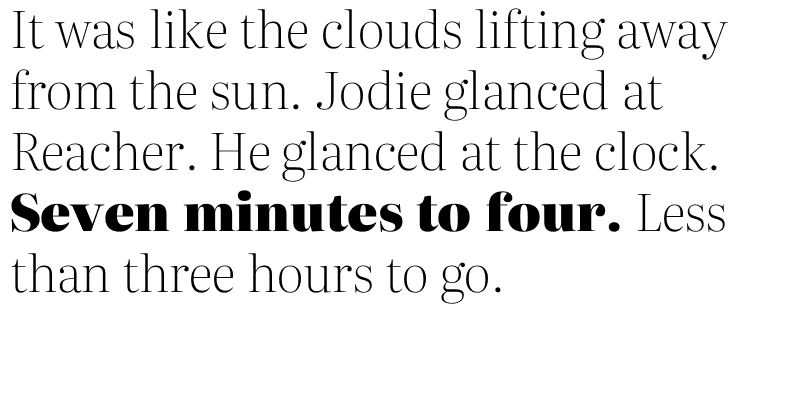 It was like the clouds lifting away
from the sun. Jodie glanced at
Reacher. He glanced at the clock.
Seven minutes to four. Less
than three hours to go.